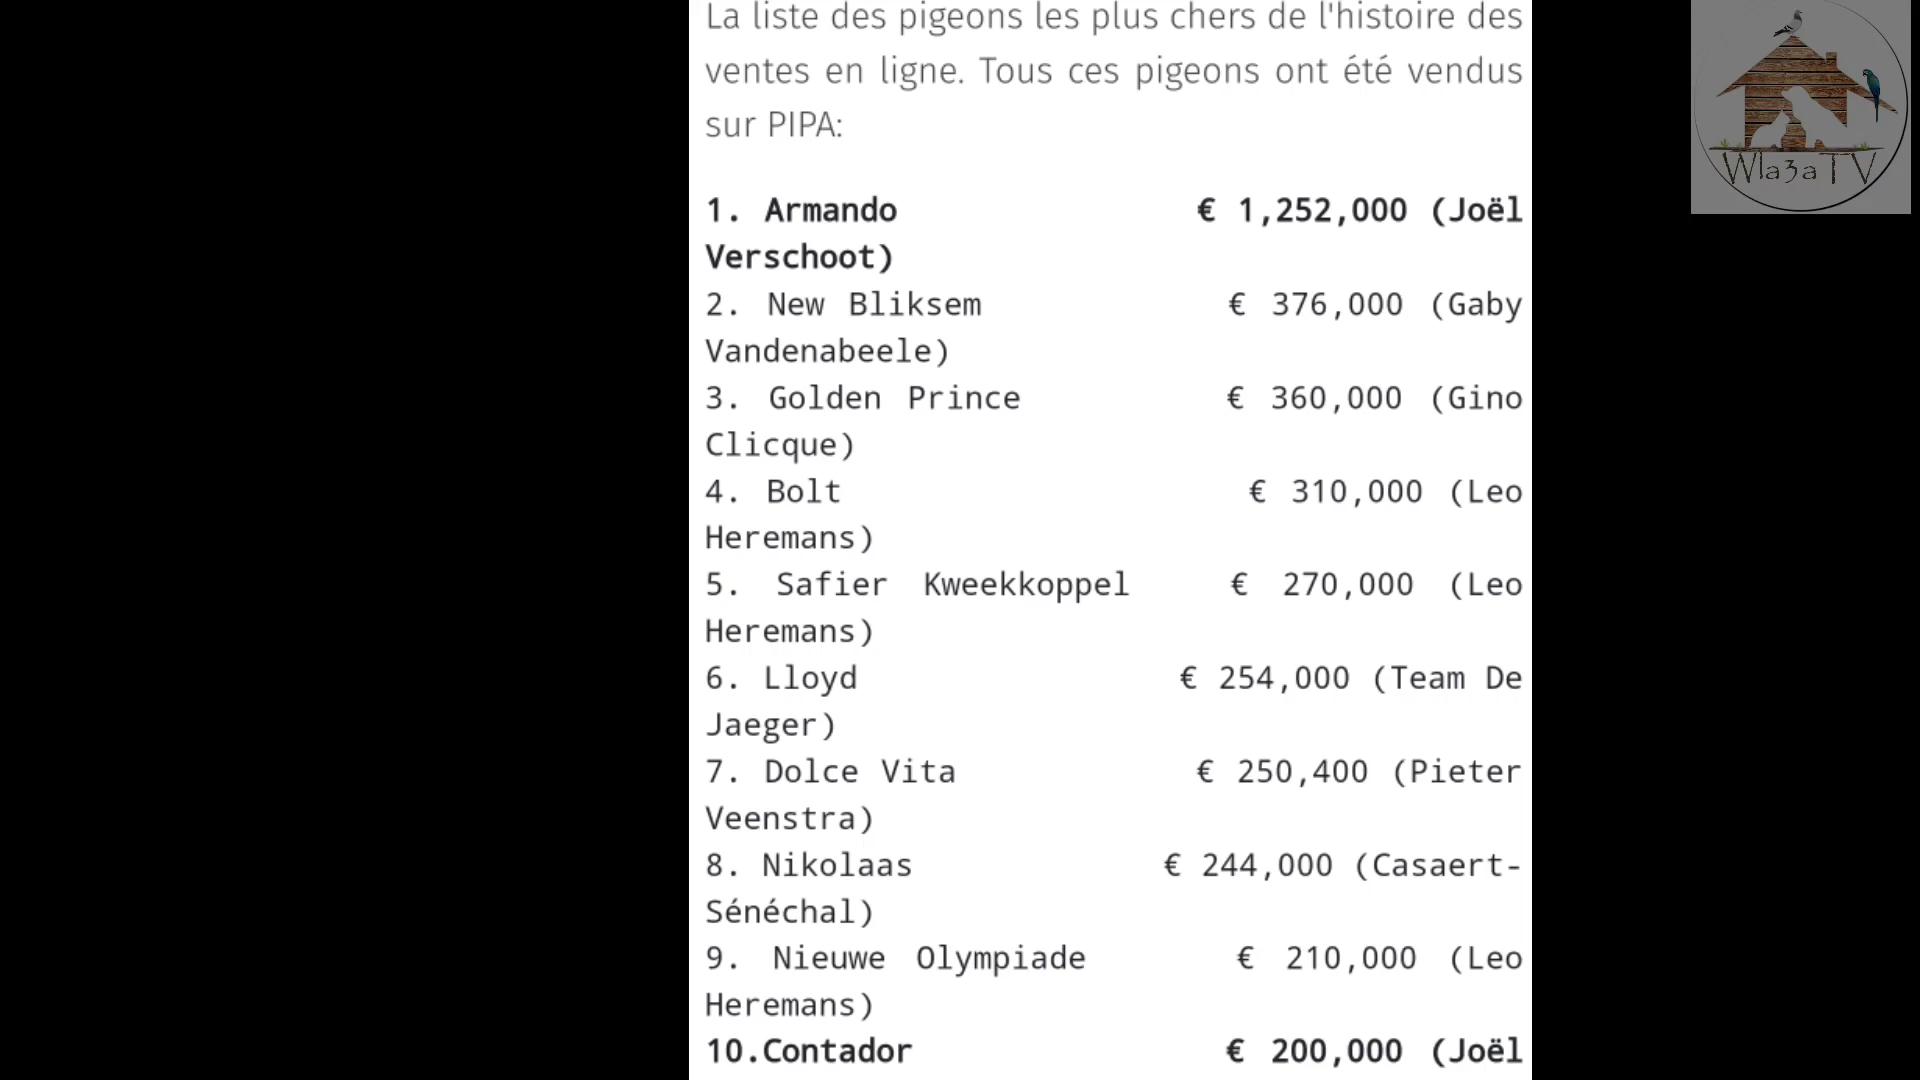 La liste des pigeons les plus chers de l'histoire des
ventes en ligne. Tous ces pigeons ont été vendus
sur PIPA:
1. Armando € 1,252,000 (Joël
Verschoot)
2. New Bliksem € 376,000 (Gaby
Vandenabeele)
3. Golden Prince € 360,000 (Gino
Clicque)
4. Bolt € 310,000 (Leo
Heremans)
5. Safier Kweekkoppel € 270,000 (Leo
Heremans)
6. Lloyd € 254,000 (Team De
Jaeger)
7. Dolce Vita € 250,400 (Pieter
Veenstra)
8. Nikolaas € 244,000 (Casaert-
Sénéchal)
9. Nieuwe Olympiade € 210,000 (Leo
Heremans)
10.Contador € 200,000 (Joël
Wla3a TV